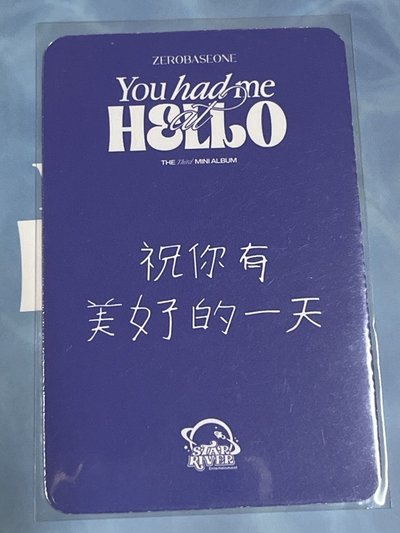 ZEROBASEONE
You had me
at
HELLO
THE Third MINI ALBUM
祝你有
美好的一天
STAR
RIVER
Entertainment